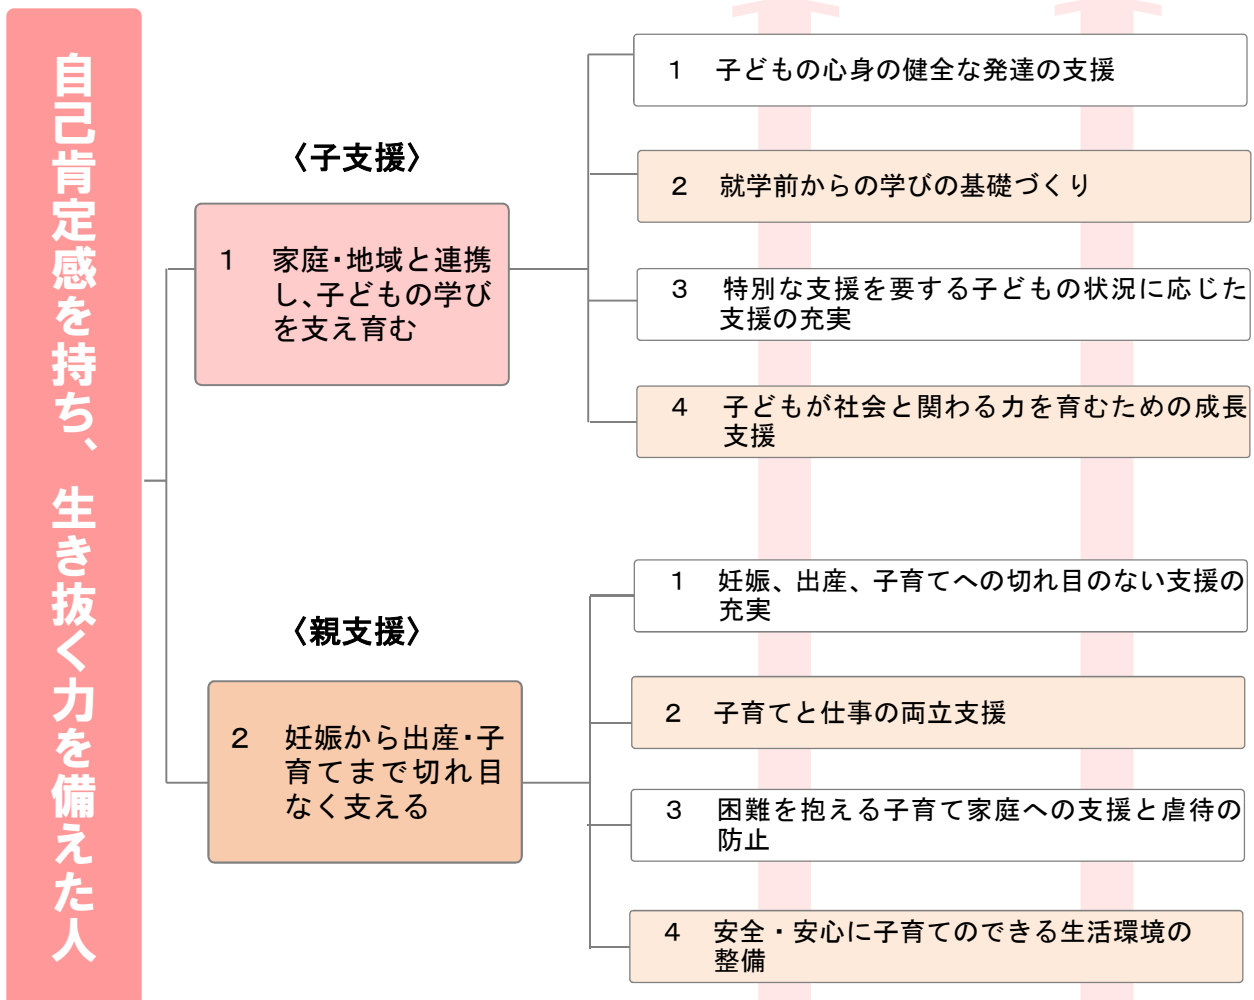 自己肯定感を持ち、　生き抜く力を備えた人
〈子支援〉
1　家庭・地域と連携
し、子どもの学び
を支え育む
1　子どもの心身の健全な発達の支援
2　就学前からの学びの基礎づくり
3　特別な支援を要する子どもの状況に応じた
支援の充実
4　子どもが社会と関わる力を育むための成長
支援
〈親支援〉
2　妊娠から出産・子
育てまで切れ目
なく支える
1　妊娠、出産、子育てへの切れ目のない支援の
充実
2　子育てと仕事の両立支援
3　困難を抱える子育て家庭への支援と虐待の
防止
4　安全・安心に子育てのできる生活環境の
整備